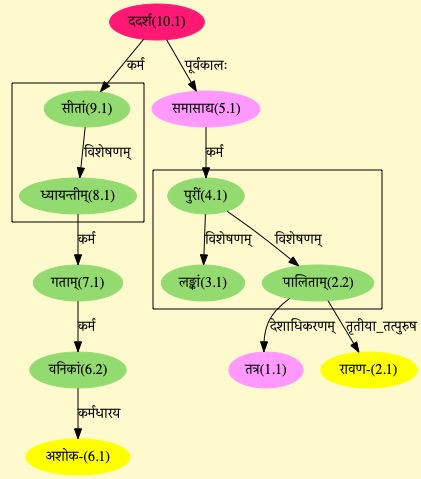 ददर्श(10.1)
कर्म पूर्वकालः
सीतां(9.1) समासाद्य(5.1)
विशेषणम् कर्म
ध्यायन्तीम्(8.1) पुरीं(4.1)
कर्म विशेषणम् विशेषणम्
गताम्(7.1) लङ्कां(3.1) पालिताम्(2.2)
कर्म देशाधिकरणम् तृतीया_तत्पुरुष
वनिकां(6.2) तत्र(1.1) रावण-(2.1)
कर्मधारय
अशोक-(6.1)